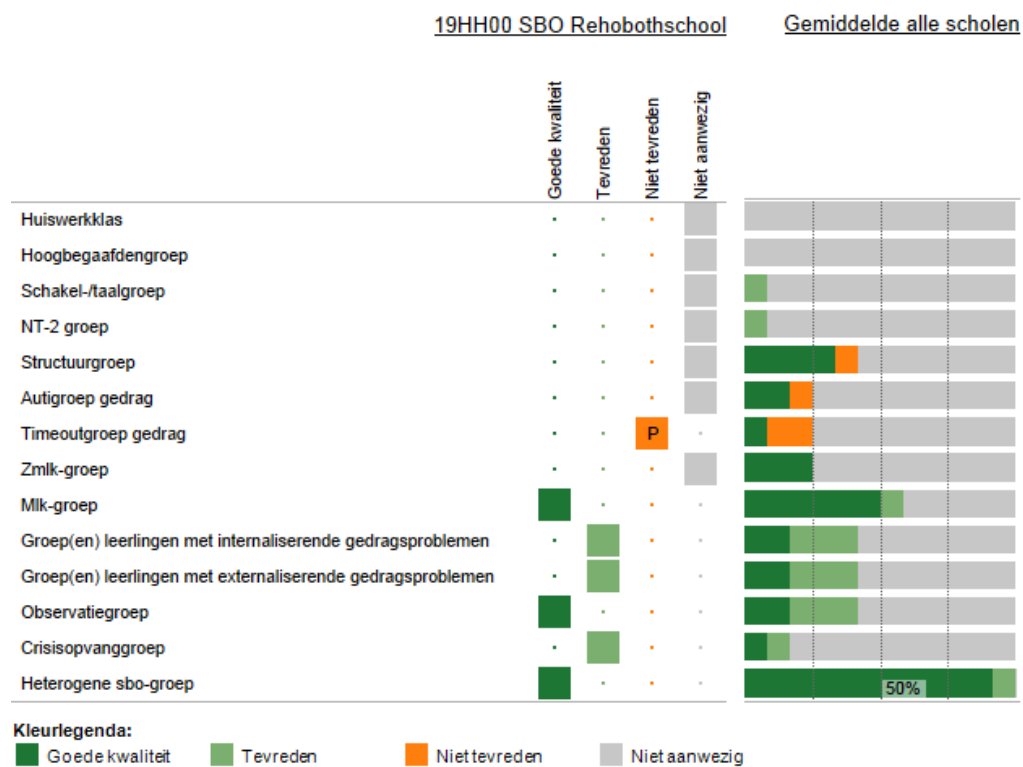 19HH00 SBO Rehobothschool
Gemiddelde alle scholen
Goede kwaliteit
Tevreden
Niet tevreden
Niet aanwezig
Huiswerkklas
Hoogbegaafdengroep
Schakel-/taalgroep
NT-2 groep
Structuurgroep
Autigroep gedrag
Timeoutgroep gedrag
P
Zmlk-groep
Mlk-groep
Groep(en) leerlingen met internaliserende gedragsproblemen
Groep(en) leerlingen met externaliserende gedragsproblemen
Observatiegroep
Crisisopvanggroep
Heterogene sbo-groep
50%
Kleurlegenda:
Goede kwaliteit
Tevreden
Niet tevreden
Niet aanwezig